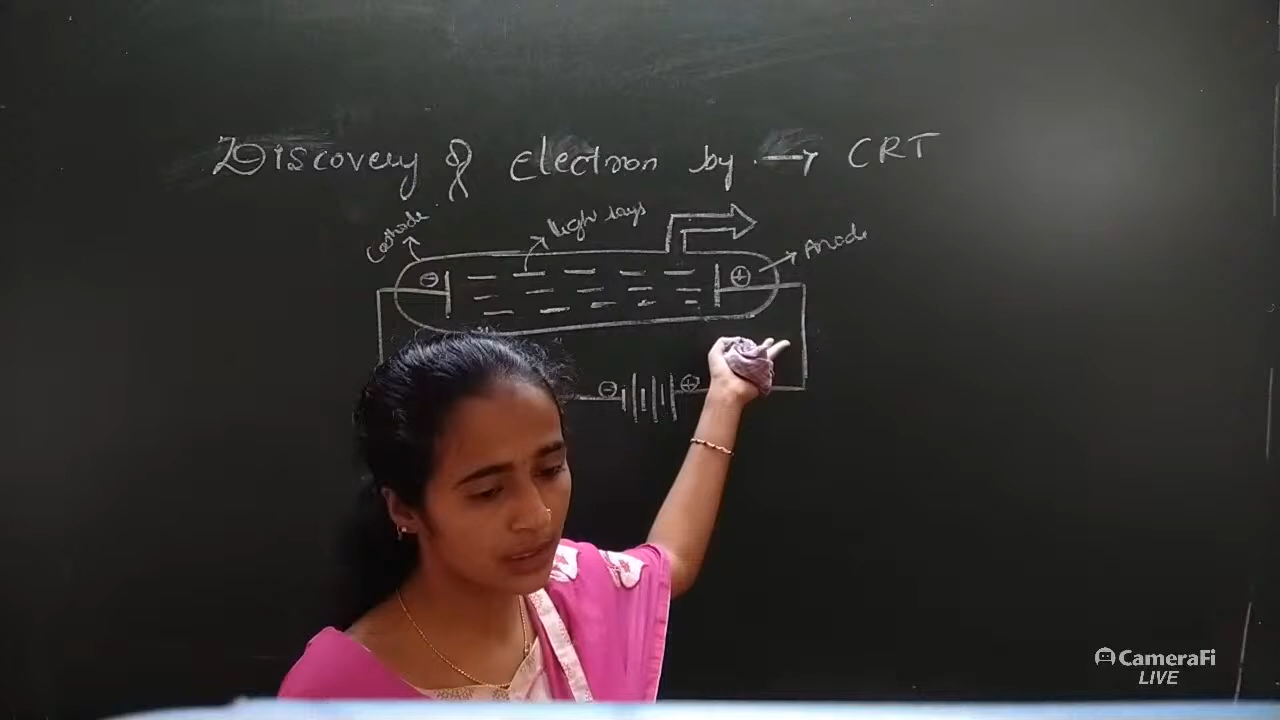 Discovery of Electron by → CRT
Cathode
light rays
Anode
⊖
⊕
⊖
⊕
CameraFi
LIVE